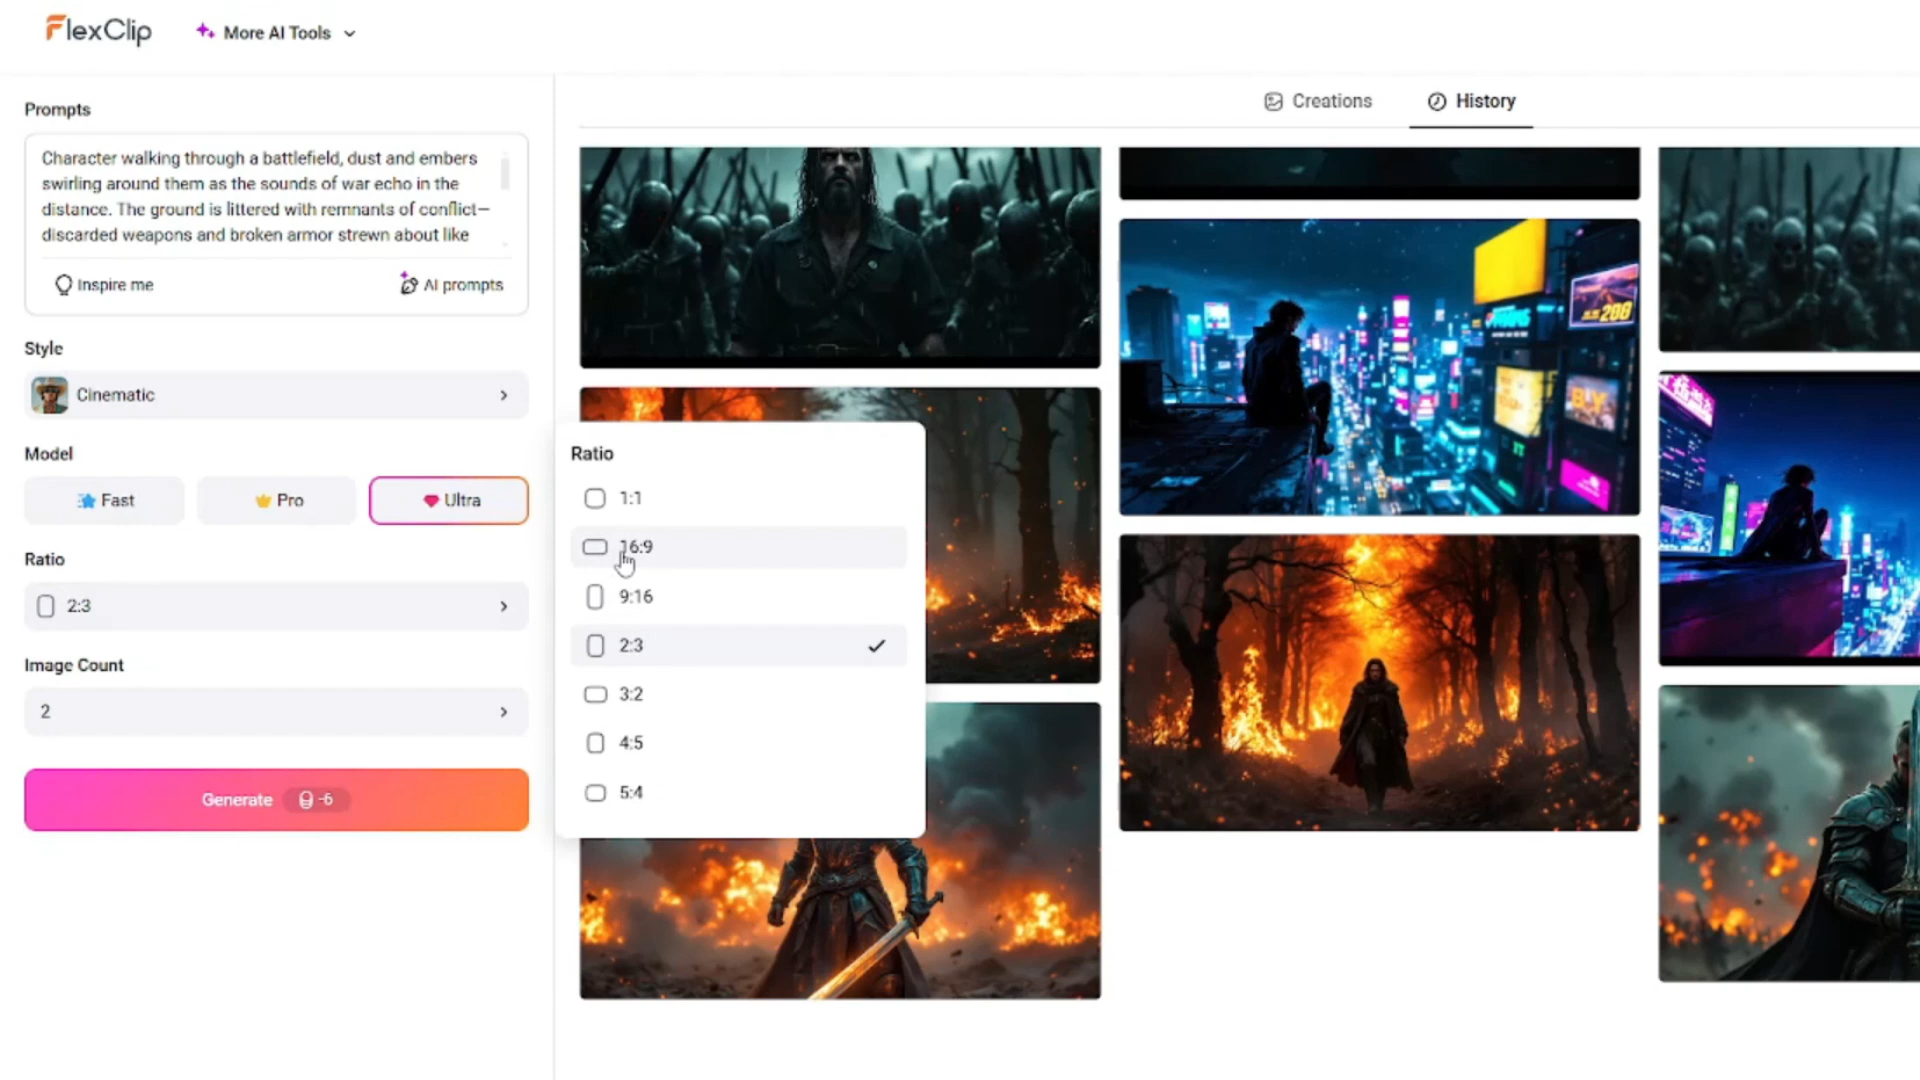 FlexClip
More AI Tools
Prompts
Character walking through a battlefield, dust and embers
swirling around them as the sounds of war echo in the
distance. The ground is littered with remnants of conflict—
discarded weapons and broken armor strewn about like
Inspire me
AI prompts
Style
Cinematic
Model
Fast
Pro
Ultra
Ratio
2:3
Image Count
2
Generate
-6
Creations
History
Ratio
1:1
16:9
9:16
2:3
3:2
4:5
5:4